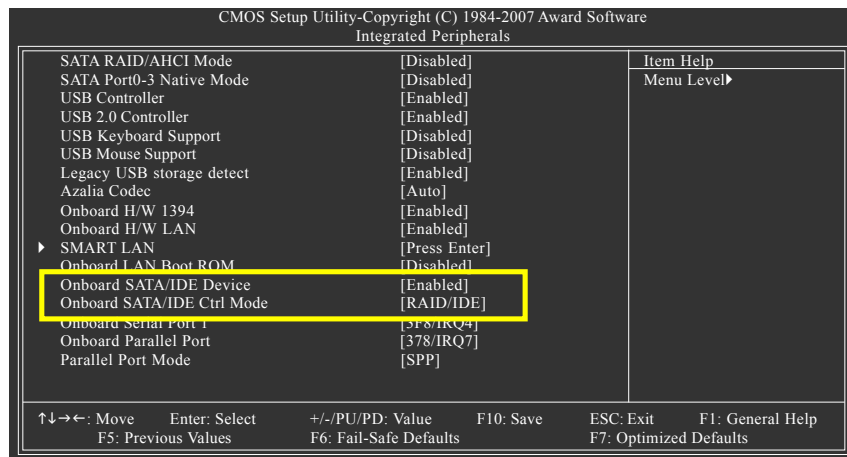 CMOS Setup Utility-Copyright (C) 1984-2007 Award Software
Integrated Peripherals
SATA RAID/AHCI Mode [Disabled] Item Help
SATA Port0-3 Native Mode [Disabled] Menu Level▶
USB Controller [Enabled]
USB 2.0 Controller [Enabled]
USB Keyboard Support [Disabled]
USB Mouse Support [Disabled]
Legacy USB storage detect [Enabled]
Azalia Codec [Auto]
Onboard H/W 1394 [Enabled]
Onboard H/W LAN [Enabled]
▶ SMART LAN [Press Enter]
Onboard LAN Boot ROM [Disabled]
Onboard SATA/IDE Device [Enabled]
Onboard SATA/IDE Ctrl Mode [RAID/IDE]
Onboard Serial Port 1 [3F8/IRQ4]
Onboard Parallel Port [378/IRQ7]
Parallel Port Mode [SPP]
↑↓→←: Move Enter: Select +/-/PU/PD: Value F10: Save ESC: Exit F1: General Help
F5: Previous Values F6: Fail-Safe Defaults F7: Optimized Defaults